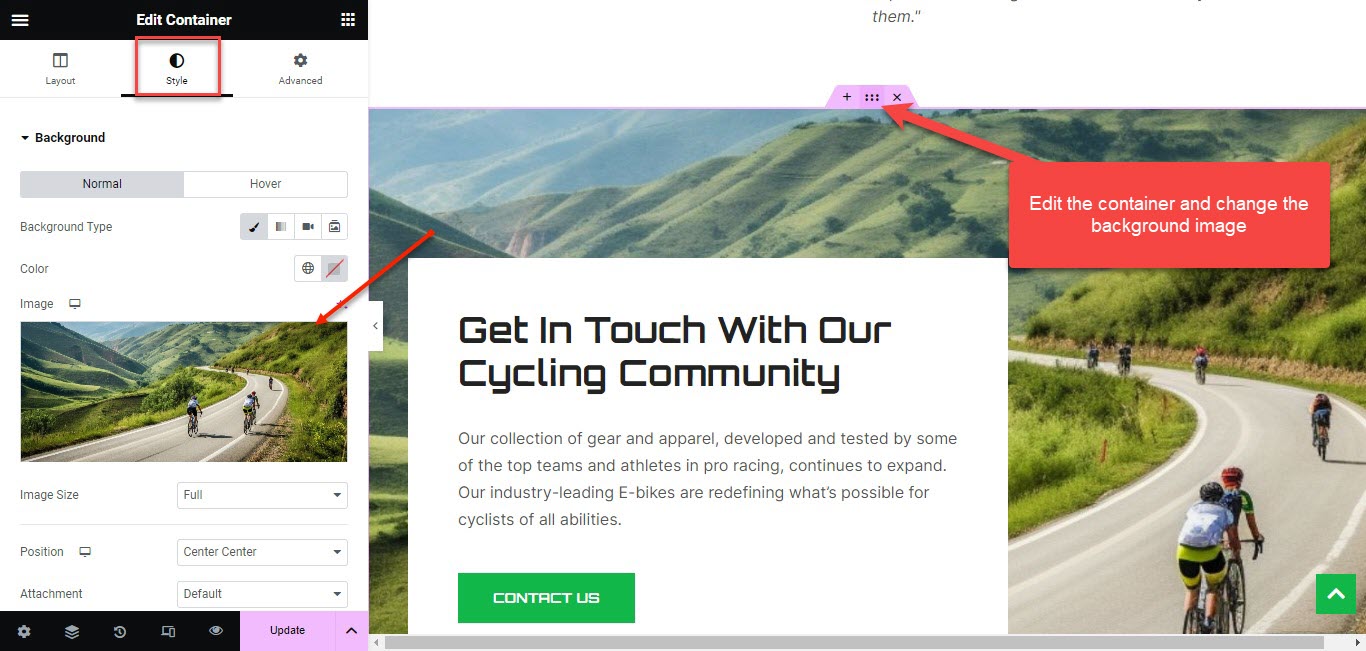 Edit Container
Layout
Style
Advanced
Background
Normal
Hover
Background Type
Color
Image
Image Size
Full
Position
Center Center
Attachment
Default
Update
them."
Edit the container and change the
background image
Get In Touch With Our
Cycling Community
Our collection of gear and apparel, developed and tested by some
of the top teams and athletes in pro racing, continues to expand.
Our industry-leading E-bikes are redefining what’s possible for
cyclists of all abilities.
CONTACT US